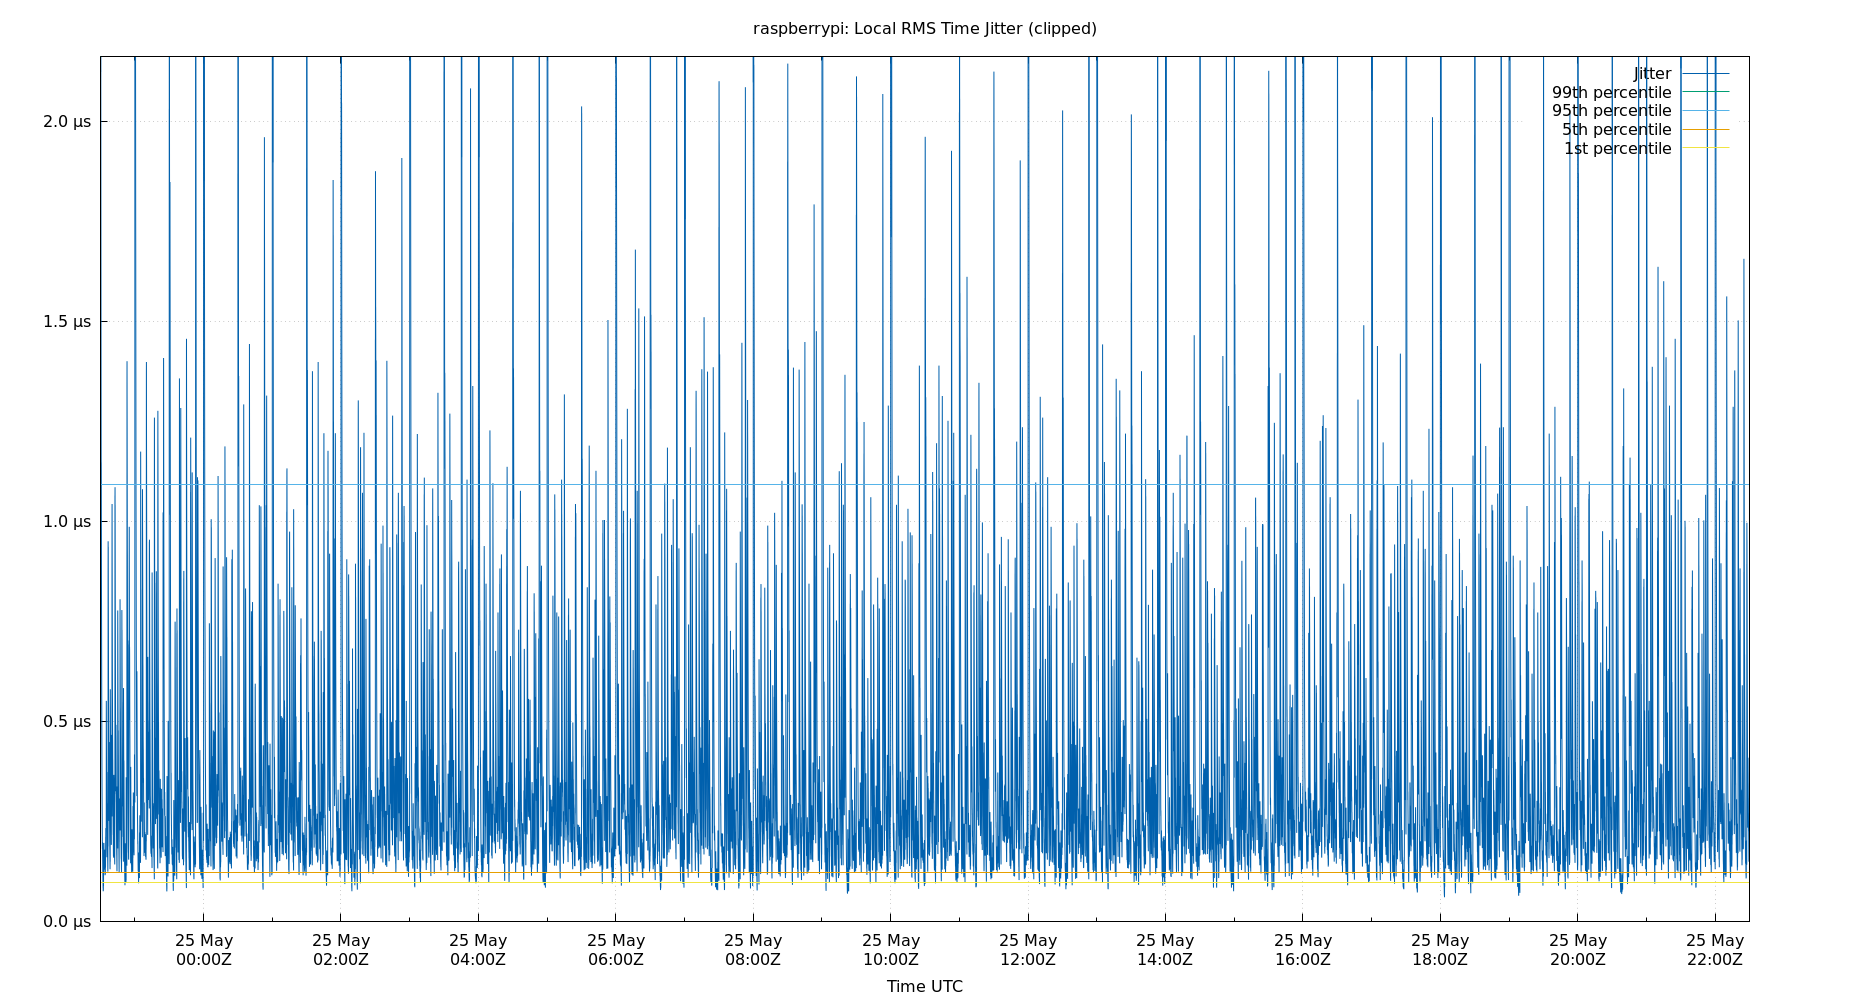 raspberrypi: Local RMS Time Jitter (clipped)
Jitter
99th percentile
95th percentile
5th percentile
1st percentile
2.0 µs
1.5 µs
1.0 µs
0.5 µs
0.0 µs
25 May 25 May 25 May 25 May 25 May 25 May 25 May 25 May 25 May 25 May 25 May 25 May
00:00Z 02:00Z 04:00Z 06:00Z 08:00Z 10:00Z 12:00Z 14:00Z 16:00Z 18:00Z 20:00Z 22:00Z
Time UTC